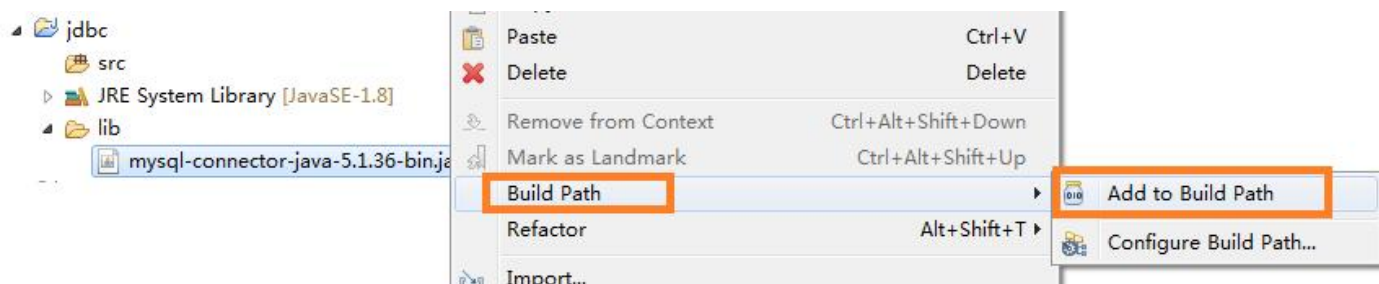 jdbc
src
JRE System Library [JavaSE-1.8]
lib
mysql-connector-java-5.1.36-bin.ja
Paste Ctrl+V
Delete Delete
Remove from Context Ctrl+Alt+Shift+Down
Mark as Landmark Ctrl+Alt+Shift+Up
Build Path
Refactor Alt+Shift+T
Import...
Add to Build Path
Configure Build Path...